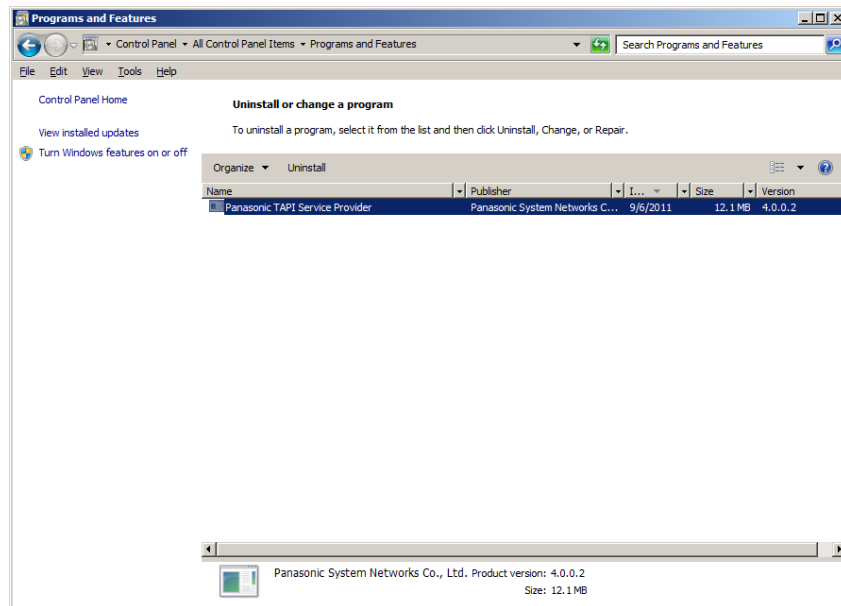 Programs and Features
Control Panel All Control Panel Items Programs and Features Search Programs and Features
File Edit View Tools Help
Control Panel Home
View installed updates
Turn Windows features on or off
Uninstall or change a program
To uninstall a program, select it from the list and then click Uninstall, Change, or Repair.
Organize Uninstall
Name Publisher I... Size Version
Panasonic TAPI Service Provider Panasonic System Networks C... 9/6/2011 12.1 MB 4.0.0.2
Panasonic System Networks Co., Ltd. Product version: 4.0.0.2
Size: 12.1 MB